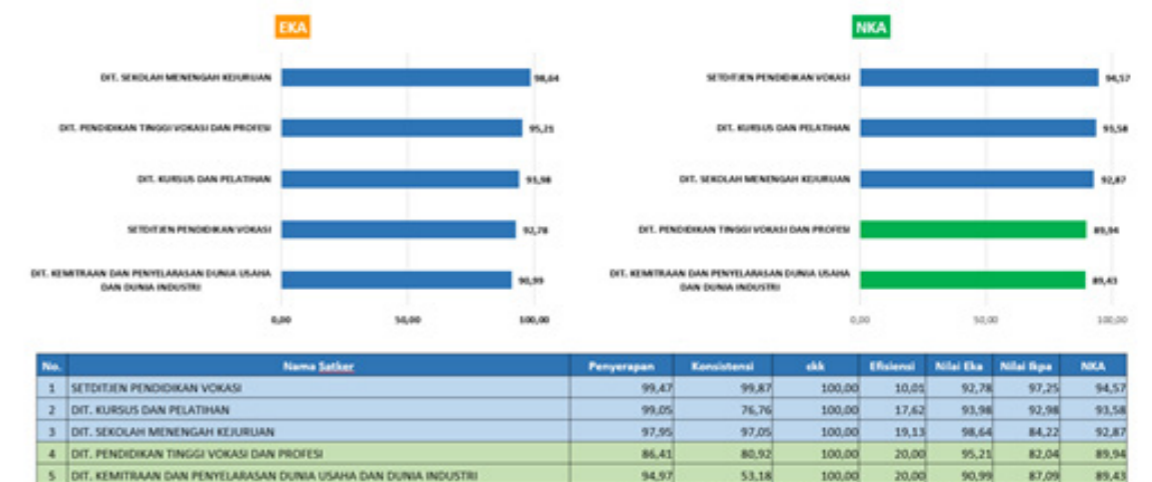 EKA
DIT. SEKOLAH MENENGAH KEJURUAN 98,64
DIT. PENDIDIKAN TINGGI VOKASI DAN PROFESI 95,21
DIT. KURSUS DAN PELATIHAN 93,98
SETDITJEN PENDIDIKAN VOKASI 92,78
DIT. KEMITRAAN DAN PENYELARASAN DUNIA USAHA
DAN DUNIA INDUSTRI 90,99
0,00 50,00 100,00
NKA
SETDITJEN PENDIDIKAN VOKASI 94,57
DIT. KURSUS DAN PELATIHAN 93,58
DIT. SEKOLAH MENENGAH KEJURUAN 92,87
DIT. PENDIDIKAN TINGGI VOKASI DAN PROFESI 89,94
DIT. KEMITRAAN DAN PENYELARASAN DUNIA USAHA
DAN DUNIA INDUSTRI 89,43
0,00 50,00 100,00
No. Nama Satker Penyerapan Konsistensi ckk Efisiensi Nilai Eka Nilai Ikpa NKA
1 SETDITJEN PENDIDIKAN VOKASI 99,47 99,87 100,00 10,01 92,78 97,25 94,57
2 DIT. KURSUS DAN PELATIHAN 99,05 76,76 100,00 17,62 93,98 92,98 93,58
3 DIT. SEKOLAH MENENGAH KEJURUAN 97,95 97,05 100,00 19,13 98,64 84,22 92,87
4 DIT. PENDIDIKAN TINGGI VOKASI DAN PROFESI 86,41 80,92 100,00 20,00 95,21 82,04 89,94
5 DIT. KEMITRAAN DAN PENYELARASAN DUNIA USAHA DAN DUNIA INDUSTRI 94,97 53,18 100,00 20,00 90,99 87,09 89,43